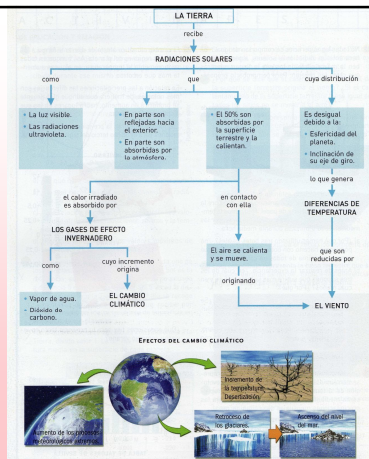 LA TIERRA
recibe
RADIACIONES SOLARES
como
que
cuya distribución
• La luz visible.
• Las radiaciones
ultravioleta.
• En parte son
reflejadas hacia
el exterior.
• En parte son
absorbidas por
la atmósfera.
• El 50% son
absorbidas por
la superficie
terrestre y la
calientan.
Es desigual
debido a la:
• Esfericidad del
planeta.
• Inclinación de
su eje de giro.
el calor irradiado
es absorbido por
en contacto
con ella
lo que genera
LOS GASES DE EFECTO
INVERNADERO
DIFERENCIAS DE
TEMPERATURA
El aire se calienta
y se mueve.
como
cuyo incremento
origina
que son
reducidas por
originando
• Vapor de agua.
• Dióxido de
carbono.
EL CAMBIO
CLIMÁTICO
EL VIENTO
EFECTOS DEL CAMBIO CLIMÁTICO
Incremento de
la temperatura.
Desertización.
Aumento de los
meteorológicos extremos.
Retroceso de
los glaciares.
Ascenso del nivel
del mar.